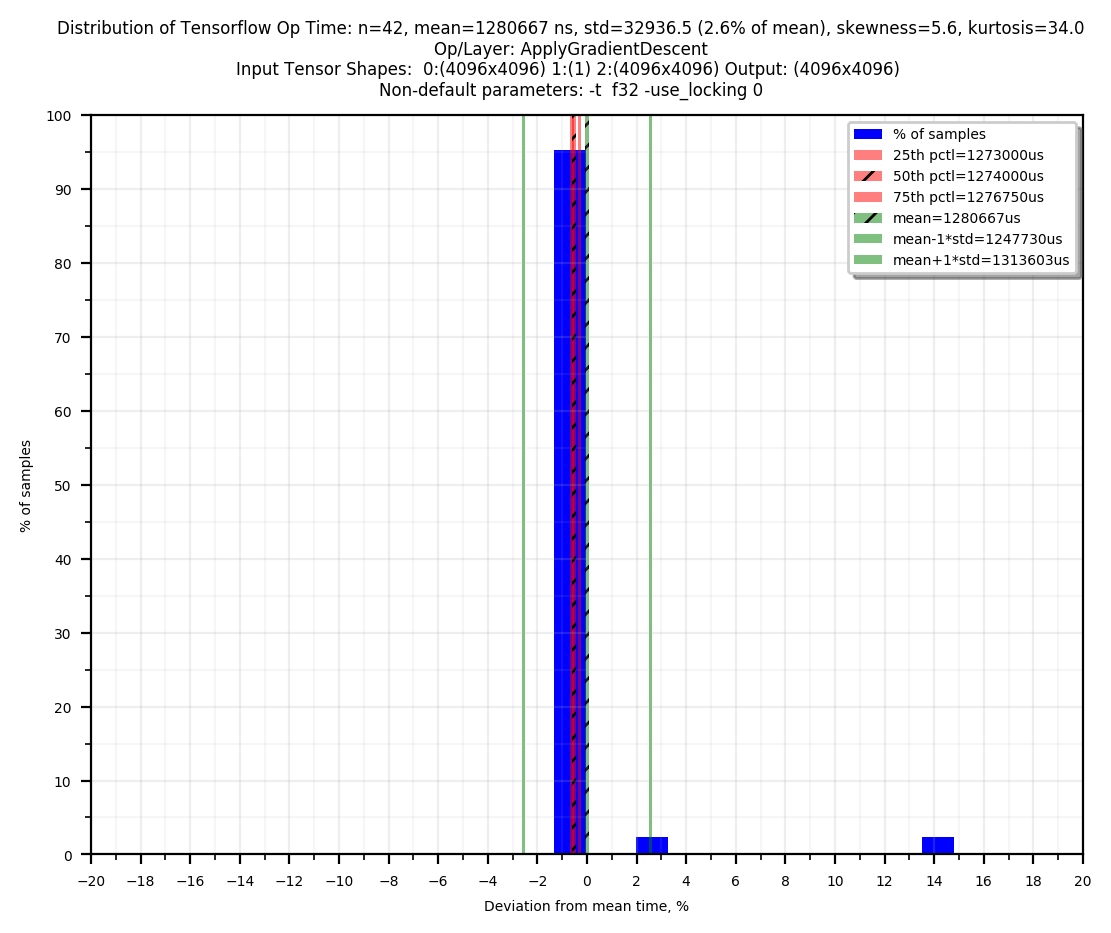 Distribution of Tensorflow Op Time: n=42, mean=1280667 ns, std=32936.5 (2.6% of mean), skewness=5.6, kurtosis=34.0
Op/Layer: ApplyGradientDescent
Input Tensor Shapes:  0:(4096x4096) 1:(1) 2:(4096x4096) Output: (4096x4096)
Non-default parameters: -t  f32 -use_locking 0
% of samples
25th pctl=1273000us
50th pctl=1274000us
75th pctl=1276750us
mean=1280667us
mean-1*std=1247730us
mean+1*std=1313603us
100
90
80
70
60
50
40
30
20
10
0
% of samples
−20 −18 −16 −14 −12 −10 −8 −6 −4 −2 0 2 4 6 8 10 12 14 16 18 20
Deviation from mean time, %